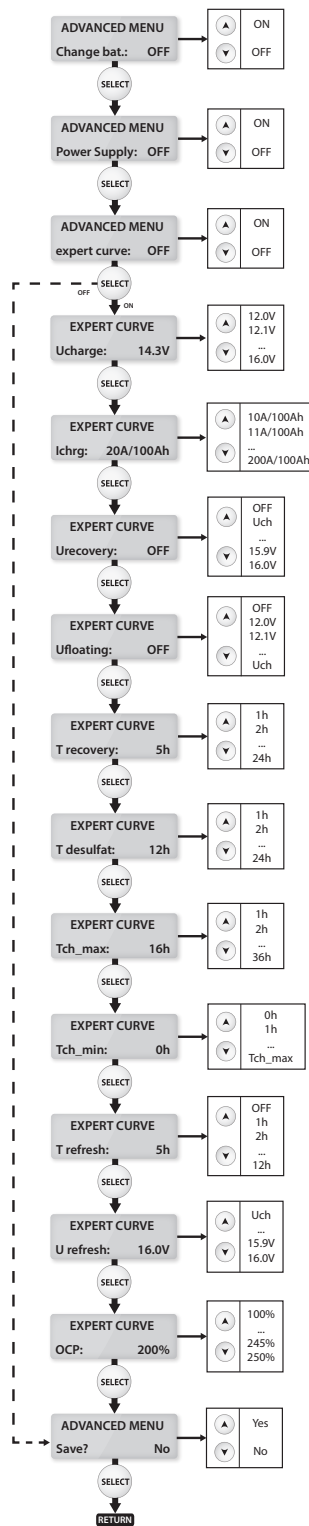 ADVANCED MENU
Change bat.: OFF
ON
OFF
SELECT
ADVANCED MENU
Power Supply: OFF
ON
OFF
SELECT
ADVANCED MENU
expert curve: OFF
ON
OFF
OFF
SELECT
ON
EXPERT CURVE
Ucharge: 14.3V
12.0V
12.1V
...
16.0V
SELECT
EXPERT CURVE
Ichrg: 20A/100Ah
10A/100Ah
11A/100Ah
...
200A/100Ah
SELECT
EXPERT CURVE
Urecovery: OFF
OFF
Uch
...
15.9V
16.0V
SELECT
EXPERT CURVE
Ufloating: OFF
OFF
12.0V
12.1V
...
Uch
SELECT
EXPERT CURVE
T recovery: 5h
1h
2h
...
24h
SELECT
EXPERT CURVE
T desulfat: 12h
1h
2h
...
24h
SELECT
EXPERT CURVE
Tch_max: 16h
1h
2h
...
36h
SELECT
EXPERT CURVE
Tch_min: 0h
0h
1h
...
Tch_max
SELECT
EXPERT CURVE
T refresh: 5h
OFF
1h
2h
...
12h
SELECT
EXPERT CURVE
U refresh: 16.0V
Uch
...
15.9V
16.0V
SELECT
EXPERT CURVE
OCP: 200%
100%
...
245%
250%
SELECT
ADVANCED MENU
Save? No
Yes
No
SELECT
RETURN